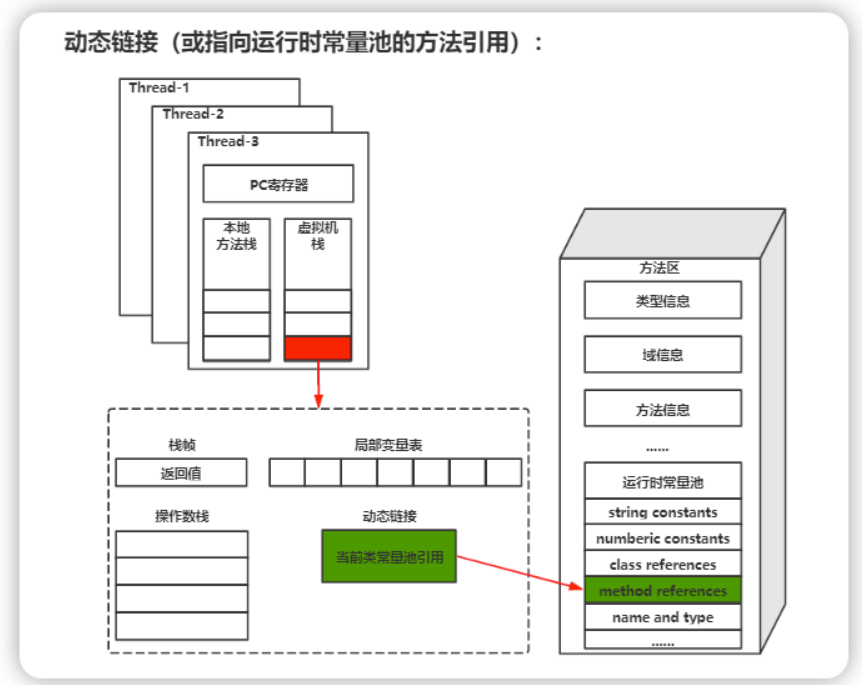 动态链接（或指向运行时常量池的方法引用）：
Thread-1
Thread-2
Thread-3
PC寄存器
本地
方法栈
虚拟机
栈
方法区
类型信息
域信息
方法信息
......
运行时常量池
string constants
numberic constants
class references
method references
name and type
......
栈帧
返回值
局部变量表
操作数栈
动态链接
当前类常量池引用